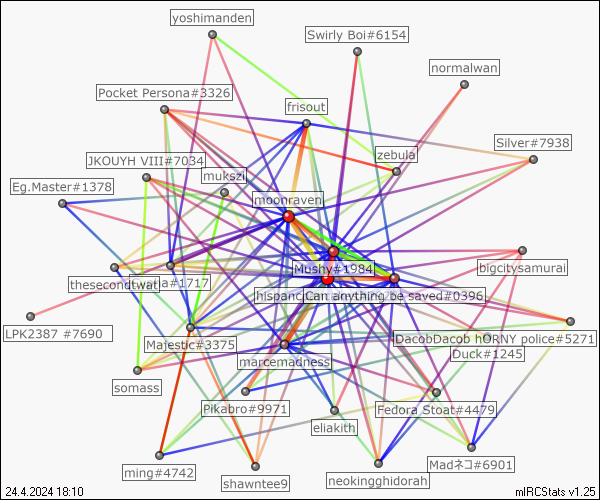 yoshimanden
Swirly Boi#6154
normalwan
Pocket Persona#3326
frisout
Silver#7938
zebula
JKOUYH VIII#7034
mukszi
Eg.Master#1378
moonraven
bigcitysamurai
Mushy#1984
thesecondtwat
#1717
hispanic
Can anything be saved#0396
LPK2387 #7690
Majestic#3375
DacobDacob hORNY police#5271
Duck#1245
marcemadness
somass
Pikabro#9971
Fedora Stoat#4479
eliakith
ming#4742
Madネコ#6901
shawntee9
neokingghidorah
24.4.2024 18:10
mIRCStats v1.25